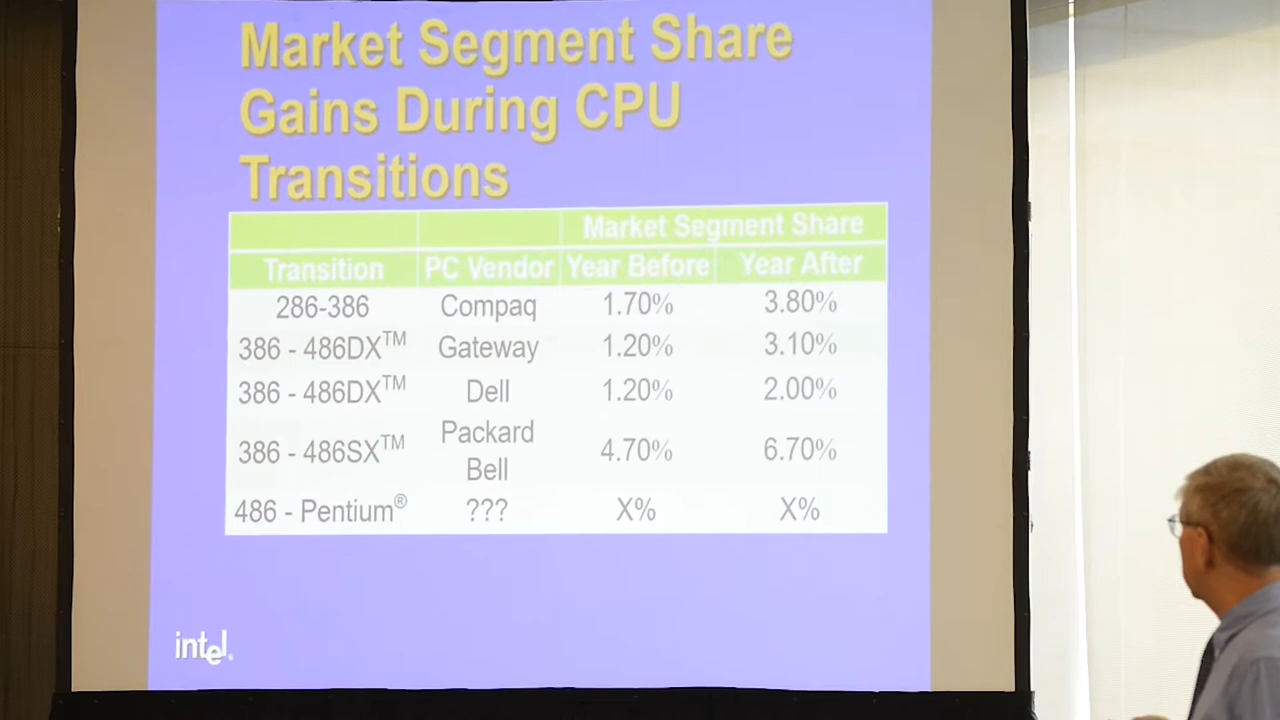 Market Segment Share
Gains During CPU
Transitions
Market Segment Share
Transition PC Vendor Year Before Year After
286-386 Compaq 1.70% 3.80%
386 - 486DX™ Gateway 1.20% 3.10%
386 - 486DX™ Dell 1.20% 2.00%
386 - 486SX™ Packard Bell 4.70% 6.70%
486 - Pentium® ??? X% X%
intel.